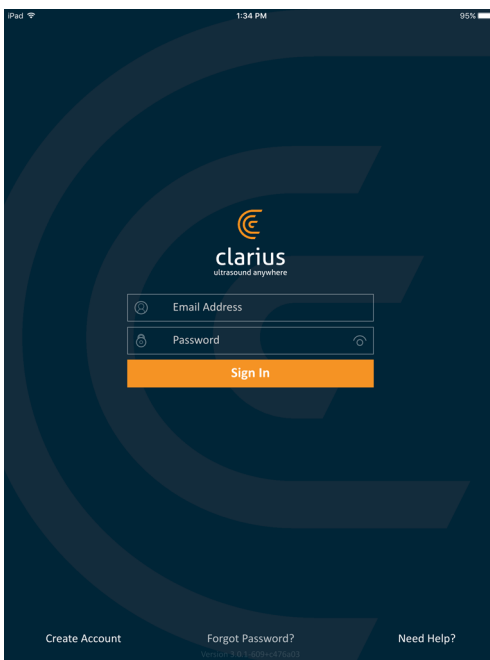 iPad 1:34 PM 95%
clarius
ultrasound anywhere
Email Address
Password
Sign In
Create Account Forgot Password? Need Help?